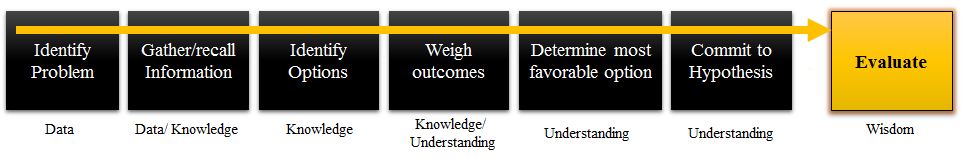 Identify
Problem
Gather/recall
Information
Identify
Options
Weigh
outcomes
Determine most
favorable option
Commit to
Hypothesis
Evaluate
Data
Data/ Knowledge
Knowledge
Knowledge/
Understanding
Understanding
Understanding
Wisdom